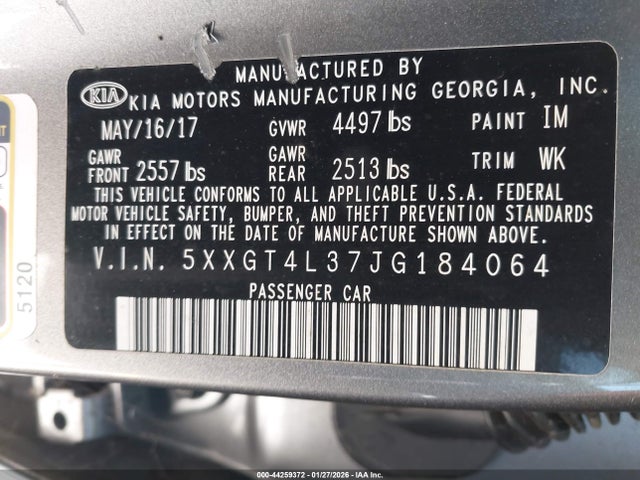 MANUFACTURED BY
KIA KIA MOTORS MANUFACTURING GEORGIA, INC.
MAY/16/17 GVWR 4497 lbs PAINT IM
GAWR FRONT 2557 lbs GAWR REAR 2513 lbs TRIM WK
THIS VEHICLE CONFORMS TO ALL APPLICABLE U.S.A. FEDERAL
MOTOR VEHICLE SAFETY, BUMPER, AND THEFT PREVENTION STANDARDS
IN EFFECT ON THE DATE OF MANUFACTURE SHOWN ABOVE.
V.I.N. 5XXGT4L37JG184064
PASSENGER CAR
5120
000-44259372 - 01/27/2026 - IAA Inc.